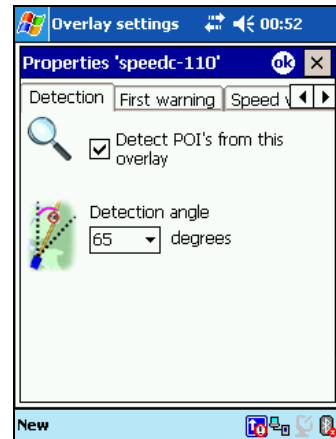 Overlay settings 00:52
Properties 'speedc-110' ok
Detection First warning Speed
Detect POI's from this
overlay
Detection angle
65 degrees
New